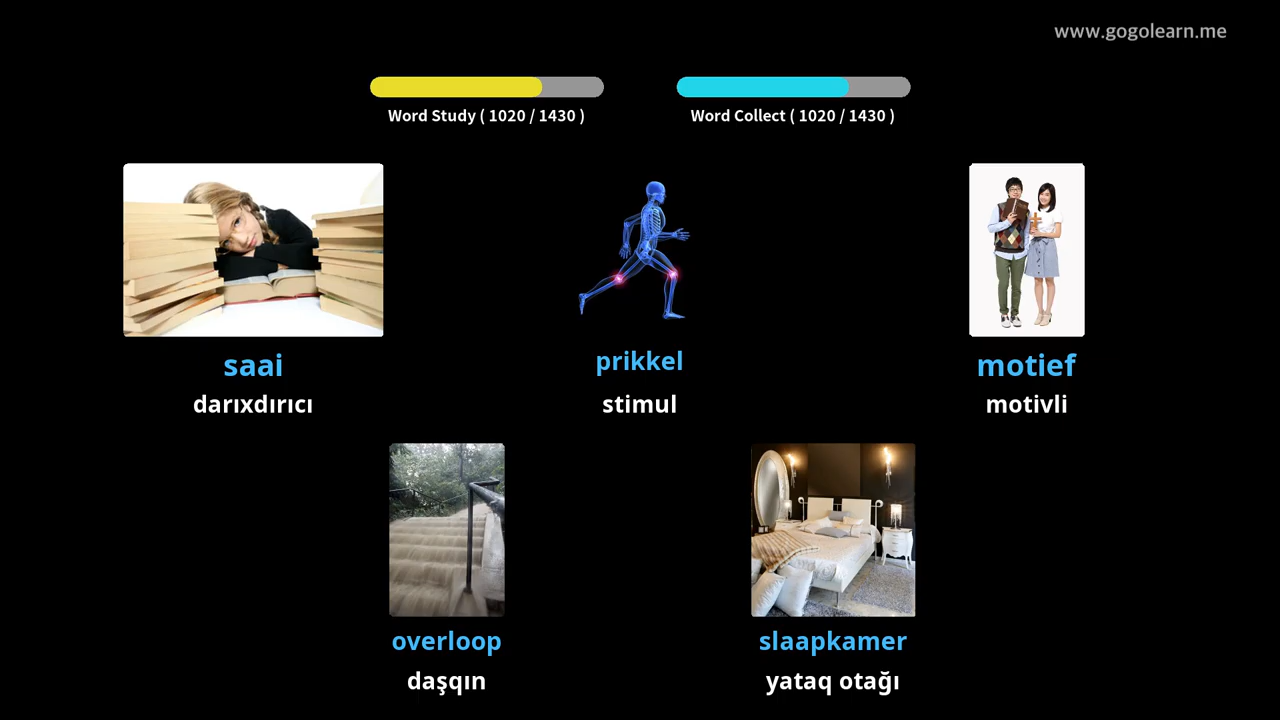 www.gogolearn.me
Word Study ( 1020 / 1430 )
Word Collect ( 1020 / 1430 )
saai
darıxdırıcı
prikkel
stimul
motief
motivli
overloop
daşqın
slaapkamer
yataq otağı